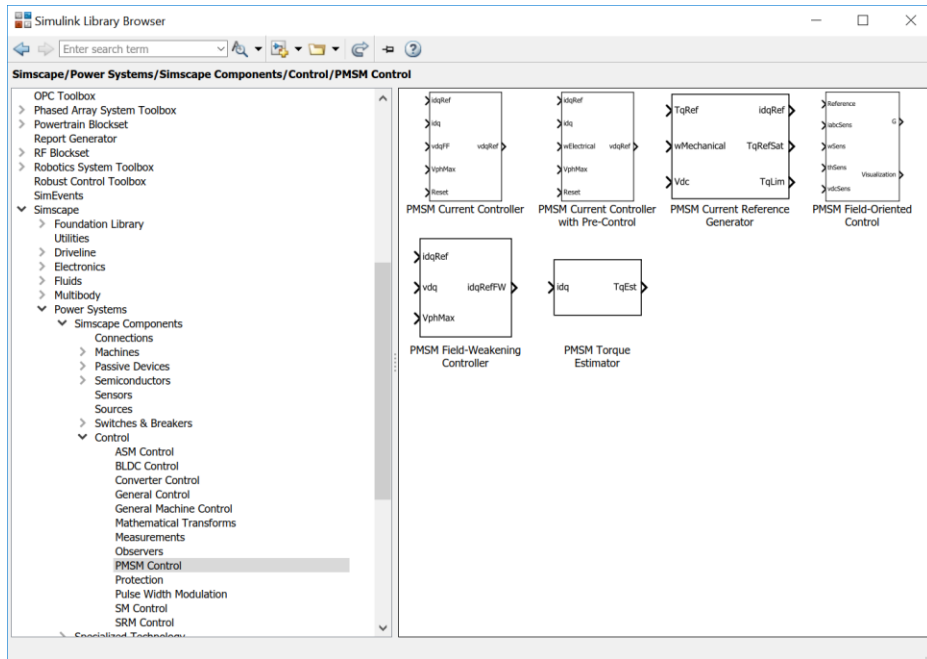 Simulink Library Browser
Enter search term
Simscape/Power Systems/Simscape Components/Control/PMSM Control
OPC Toolbox
Phased Array System Toolbox
Powertrain Blockset
Report Generator
RF Blockset
Robotics System Toolbox
Robust Control Toolbox
SimEvents
Simscape
Foundation Library
Utilities
Driveline
Electronics
Fluids
Multibody
Power Systems
Simscape Components
Connections
Machines
Passive Devices
Semiconductors
Sensors
Sources
Switches & Breakers
Control
ASM Control
BLDC Control
Converter Control
General Control
General Machine Control
Mathematical Transforms
Measurements
Observers
PMSM Control
Protection
Pulse Width Modulation
SM Control
SRM Control
Specialized Technology
idqRef
idq
vdqFF vdqRef
VphMax
Reset
PMSM Current Controller
idqRef
idq
wElectrical vdqRef
VphMax
Reset
PMSM Current Controller
with Pre-Control
TqRef idqRef
wMechanical TqRefSat
Vdc TqLim
PMSM Current Reference
Generator
Reference
iabcSens G
wSens
thSens Visualization
vdcSens
PMSM Field-Oriented
Control
idqRef
vdq idqRefFW
VphMax
PMSM Field-Weakening
Controller
idq TqEst
PMSM Torque
Estimator